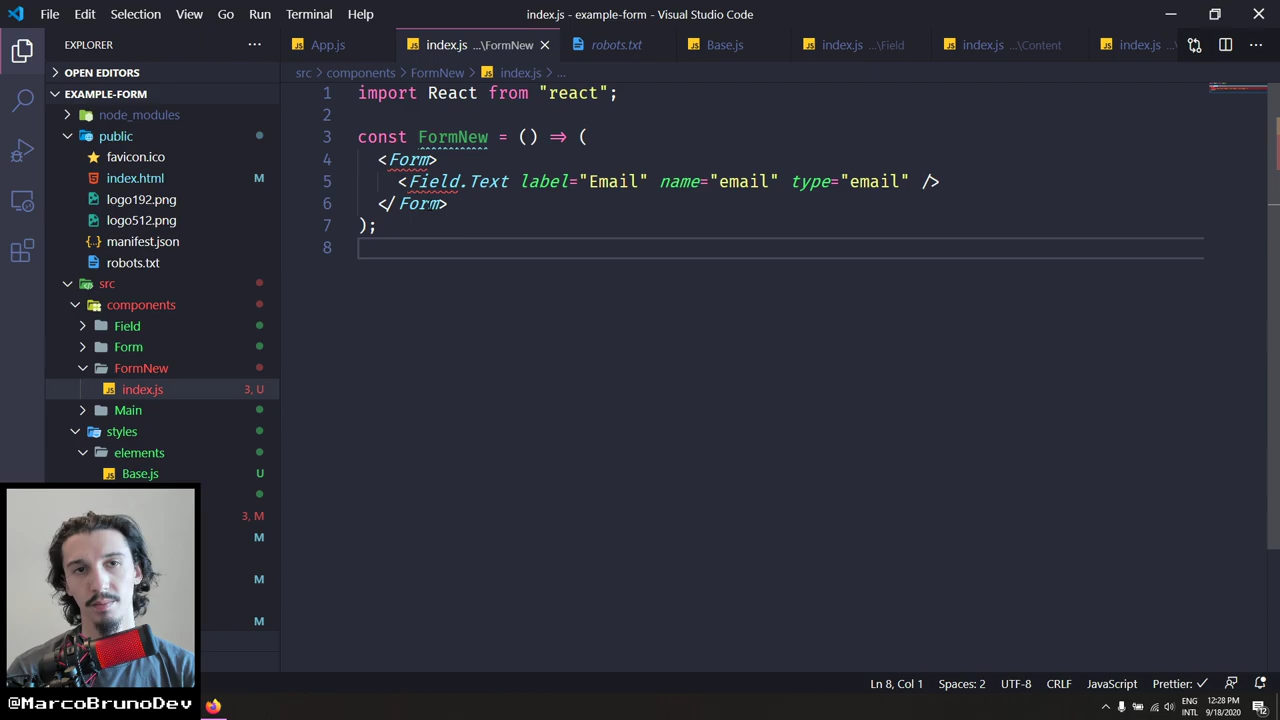 File Edit Selection View Go Run Terminal Help
index.js - example-form - Visual Studio Code
EXPLORER
App.js
index.js ...\FormNew
robots.txt
Base.js
index.js ...\Field
index.js ...\Content
index.js
src > components > FormNew > index.js > ...
OPEN EDITORS
EXAMPLE-FORM
node_modules
public
favicon.ico
index.html M
logo192.png
logo512.png
manifest.json
robots.txt
src
components
Field
Form
FormNew
index.js 3, U
Main
styles
elements
Base.js U
3, M
M
M
M
1 import React from "react";
2
3 const FormNew = () => (
4 <Form>
5 <Field.Text label="Email" name="email" type="email" />
6 </Form>
7 );
8
@MarcoBrunoDev
Ln 8, Col 1 Spaces: 2 UTF-8 CRLF JavaScript Prettier: ✓
ENG
INTL
12:28 PM
9/18/2020
12